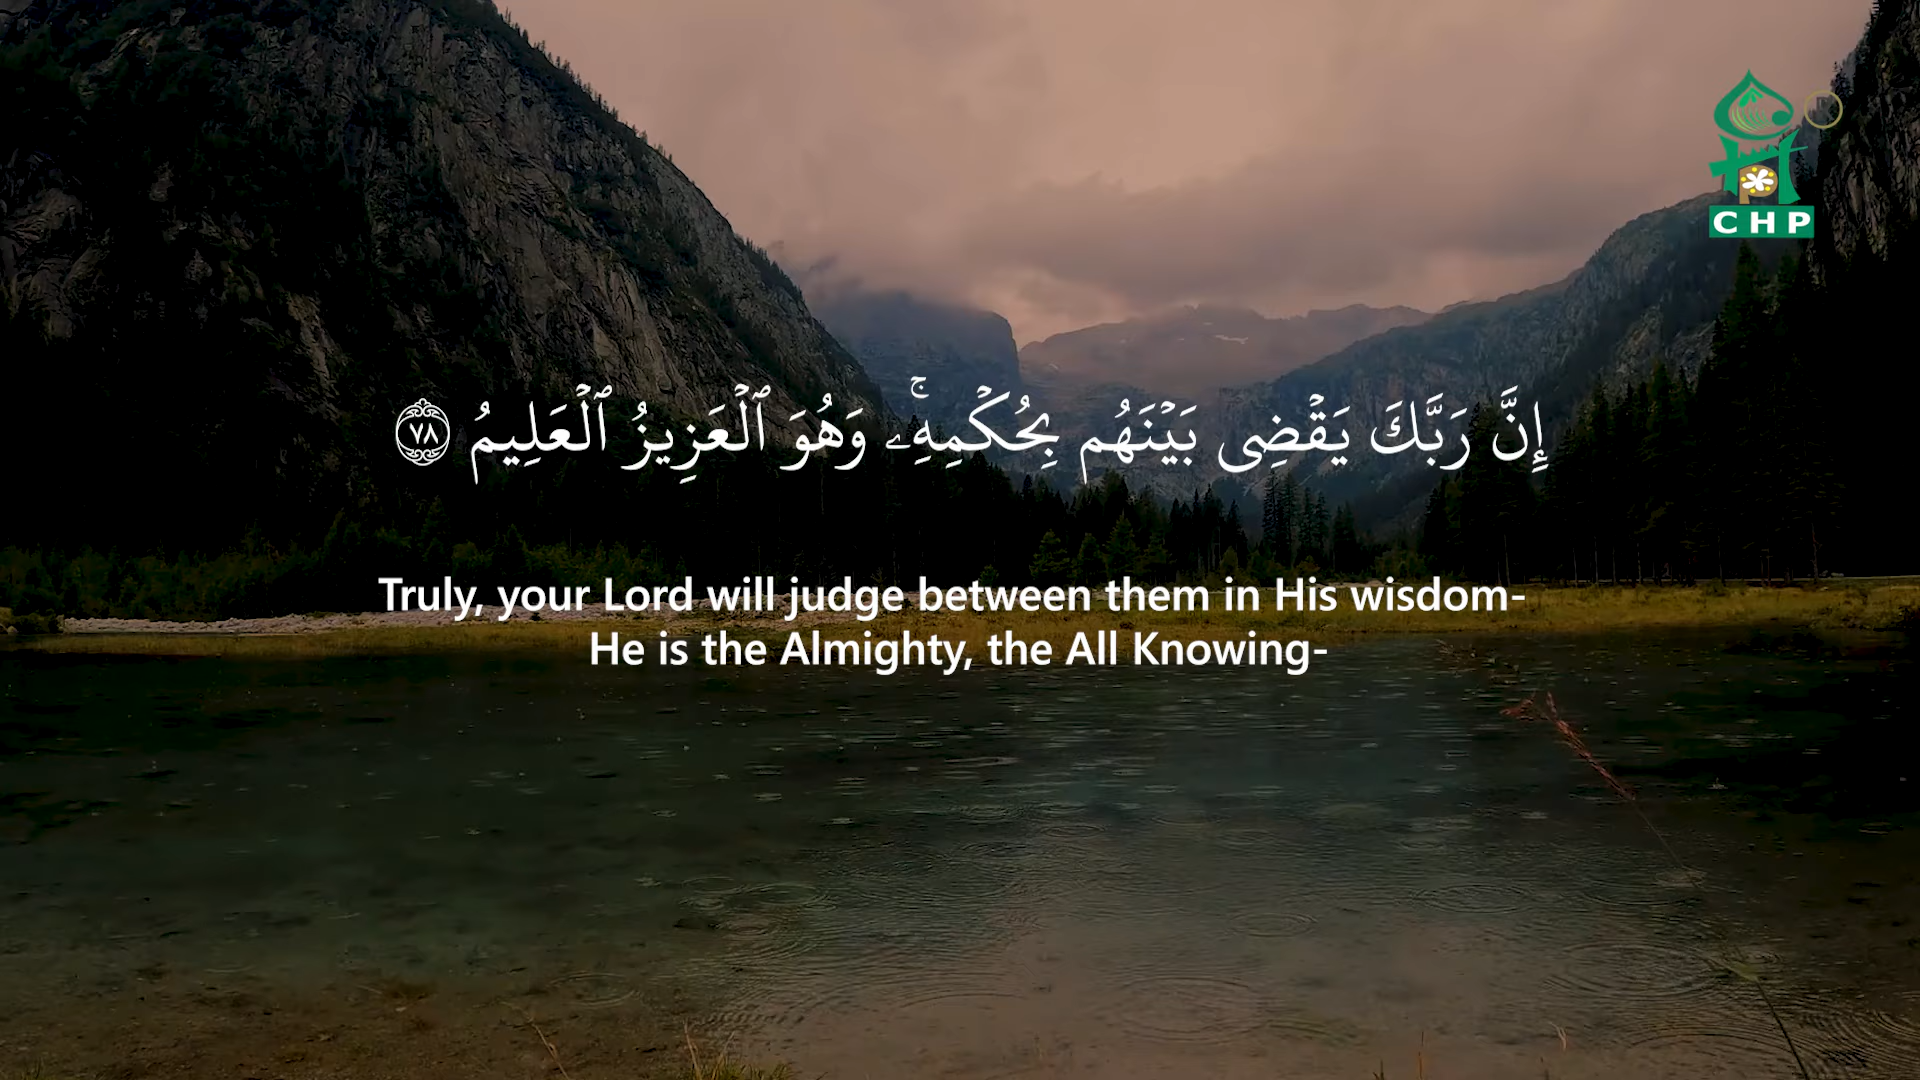 CHP
إِنَّ رَبَّكَ يَقْضِى بَيْنَهُم بِحُكْمِهِۦۚ وَهُوَ ٱلْعَزِيزُ ٱلْعَلِيمُ ٧٨
Truly, your Lord will judge between them in His wisdom-
He is the Almighty, the All Knowing-